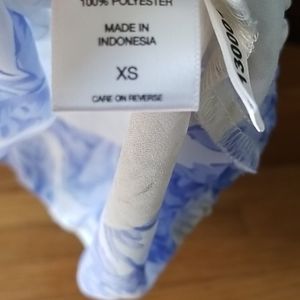 100% POLYESTER
MADE IN
INDONESIA
XS
CARE ON REVERSE